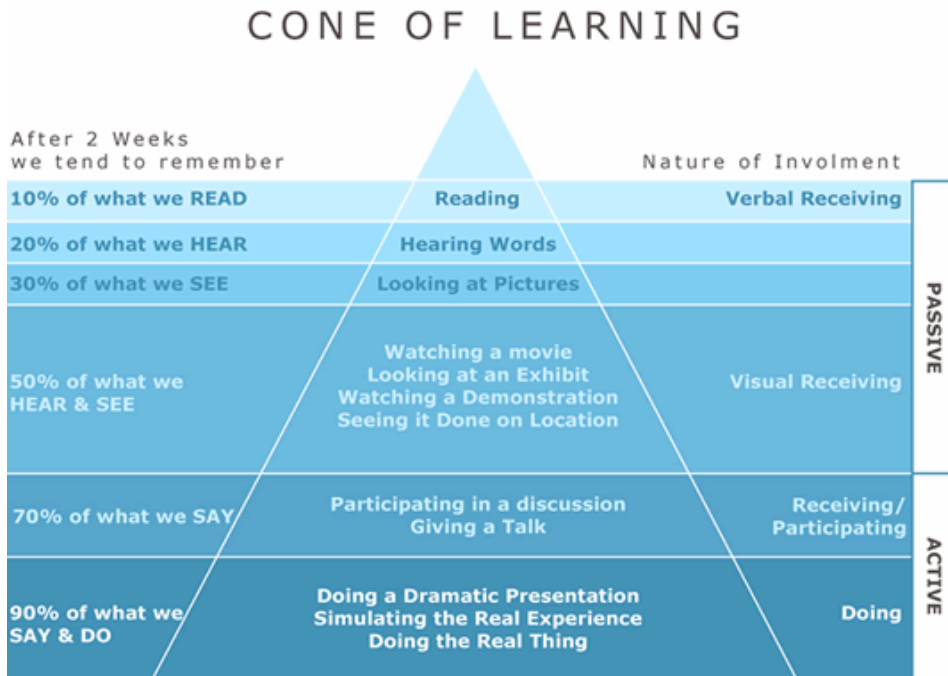 CONE OF LEARNING
After 2 Weeks
we tend to remember
Nature of Involment
10% of what we READ
Reading
Verbal Receiving
20% of what we HEAR
Hearing Words
30% of what we SEE
Looking at Pictures
50% of what we
HEAR & SEE
Watching a movie
Looking at an Exhibit
Watching a Demonstration
Seeing it Done on Location
Visual Receiving
PASSIVE
70% of what we SAY
Participating in a discussion
Giving a Talk
Receiving/
Participating
90% of what we
SAY & DO
Doing a Dramatic Presentation
Simulating the Real Experience
Doing the Real Thing
Doing
ACTIVE